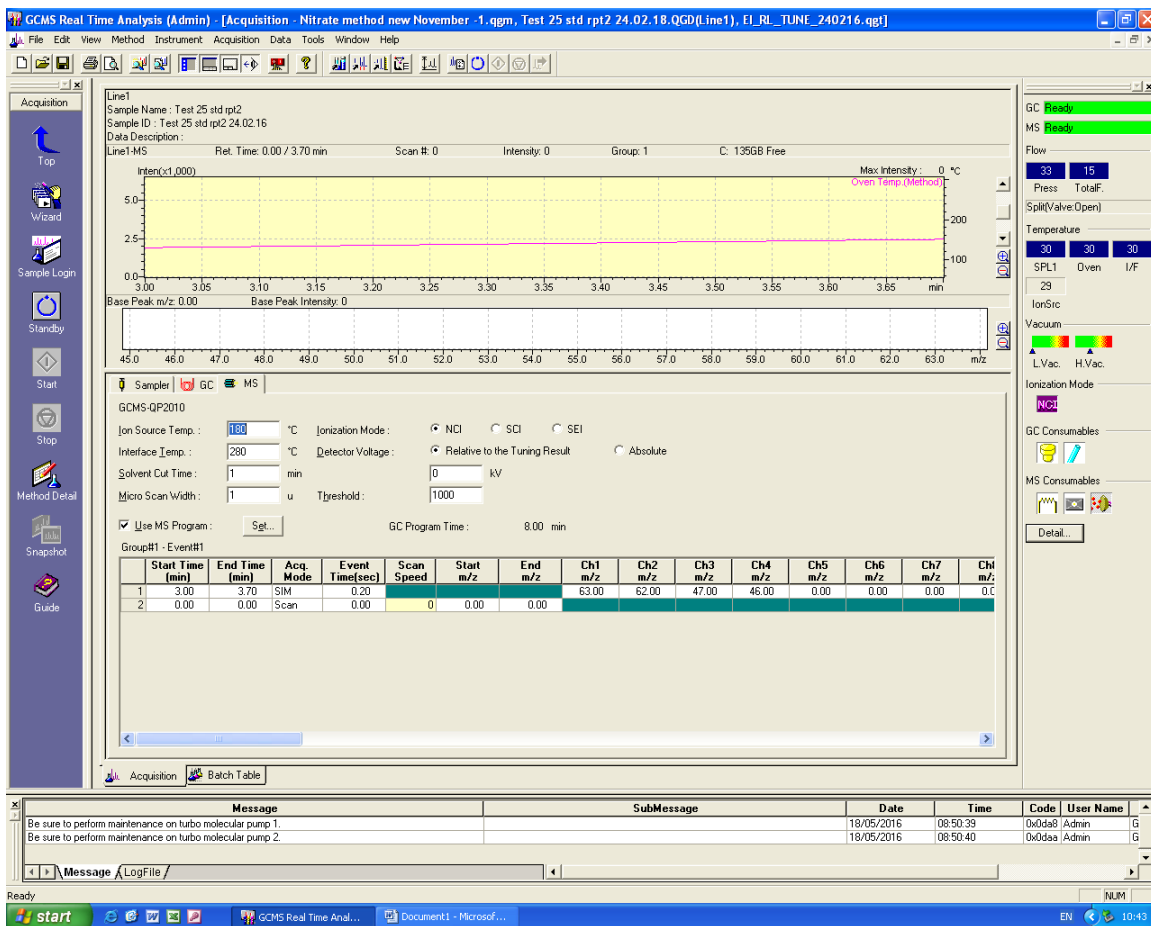 GCMS Real Time Analysis (Admin) - [Acquisition - Nitrate method new November -1.qgm, Test 25 std rpt2 24.02.18.QGD(Line1), EI_RL_TUNE_240216.qgt]
File Edit View Method Instrument Acquisition Data Tools Window Help
Acquisition
Top
Wizard
Sample Login
Standby
Start
Stop
Method Detail
Snapshot
Guide
Line1
Sample Name : Test 25 std rpt2
Sample ID : Test 25 std rpt2 24.02.16
Data Description :
Line1-MS Ret. Time: 0.00 / 3.70 min Scan #: 0 Intensity: 0 Group: 1 C: 135GB Free
Inten(x1,000) Max Intensity : 0 °C
Oven Temp.(Method)
5.0
200
2.5
100
0.0
3.00 3.05 3.10 3.15 3.20 3.25 3.30 3.35 3.40 3.45 3.50 3.55 3.60 3.65 min
Base Peak m/z: 0.00 Base Peak Intensity: 0
45.0 46.0 47.0 48.0 49.0 50.0 51.0 52.0 53.0 54.0 55.0 56.0 57.0 58.0 59.0 60.0 61.0 62.0 63.0 m/z
Sampler GC MS
GCMS-QP2010
Ion Source Temp. : 180 °C Ionization Mode : NCI SCI SEI
Interface Temp. : 280 °C Detector Voltage : Relative to the Tuning Result Absolute
Solvent Cut Time : 1 min 0 kV
Micro Scan Width : 1 u Threshold : 1000
Use MS Program : Set... GC Program Time : 8.00 min
Group#1 - Event#1
Start Time (min) End Time (min) Acq. Mode Event Time(sec) Scan Speed Start m/z End m/z Ch1 m/z Ch2 m/z Ch3 m/z Ch4 m/z Ch5 m/z Ch6 m/z Ch7 m/z
1 3.00 3.70 SIM 0.20 63.00 62.00 47.00 46.00 0.00 0.00 0.00
2 0.00 0.00 Scan 0.00 0 0.00 0.00
Acquisition Batch Table
GC Ready
MS Ready
Flow
33 15
Press TotalF.
Split(Valve:Open)
Temperature
30 30 30
SPL1 Oven I/F
29
IonSrc
Vacuum
L.Vac. H.Vac.
Ionization Mode
NCI
GC Consumables
MS Consumables
Detail...
Message SubMessage Date Time Code User Name
Be sure to perform maintenance on turbo molecular pump 1. 18/05/2016 08:50:39 0x0da8 Admin G
Be sure to perform maintenance on turbo molecular pump 2. 18/05/2016 08:50:40 0x0daa Admin G
Message LogFile
Ready NUM
start GCMS Real Time Anal... Document1 - Microsof... EN 10:43